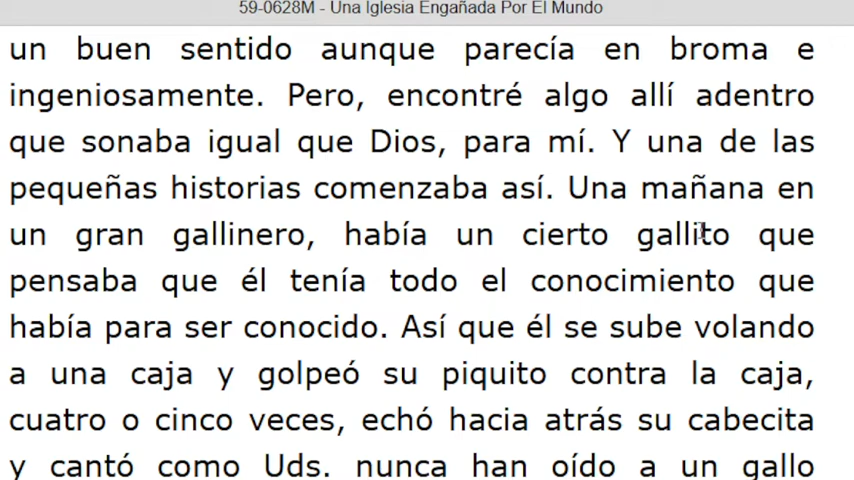 59-0628M - Una Iglesia Engañada Por El Mundo
un buen sentido aunque parecía en broma e
ingeniosamente. Pero, encontré algo allí adentro
que sonaba igual que Dios, para mí. Y una de las
pequeñas historias comenzaba así. Una mañana en
un gran gallinero, había un cierto gallito que
pensaba que él tenía todo el conocimiento que
había para ser conocido. Así que él se sube volando
a una caja y golpeó su piquito contra la caja,
cuatro o cinco veces, echó hacia atrás su cabecita
y cantó como Uds. nunca han oído a un gallo